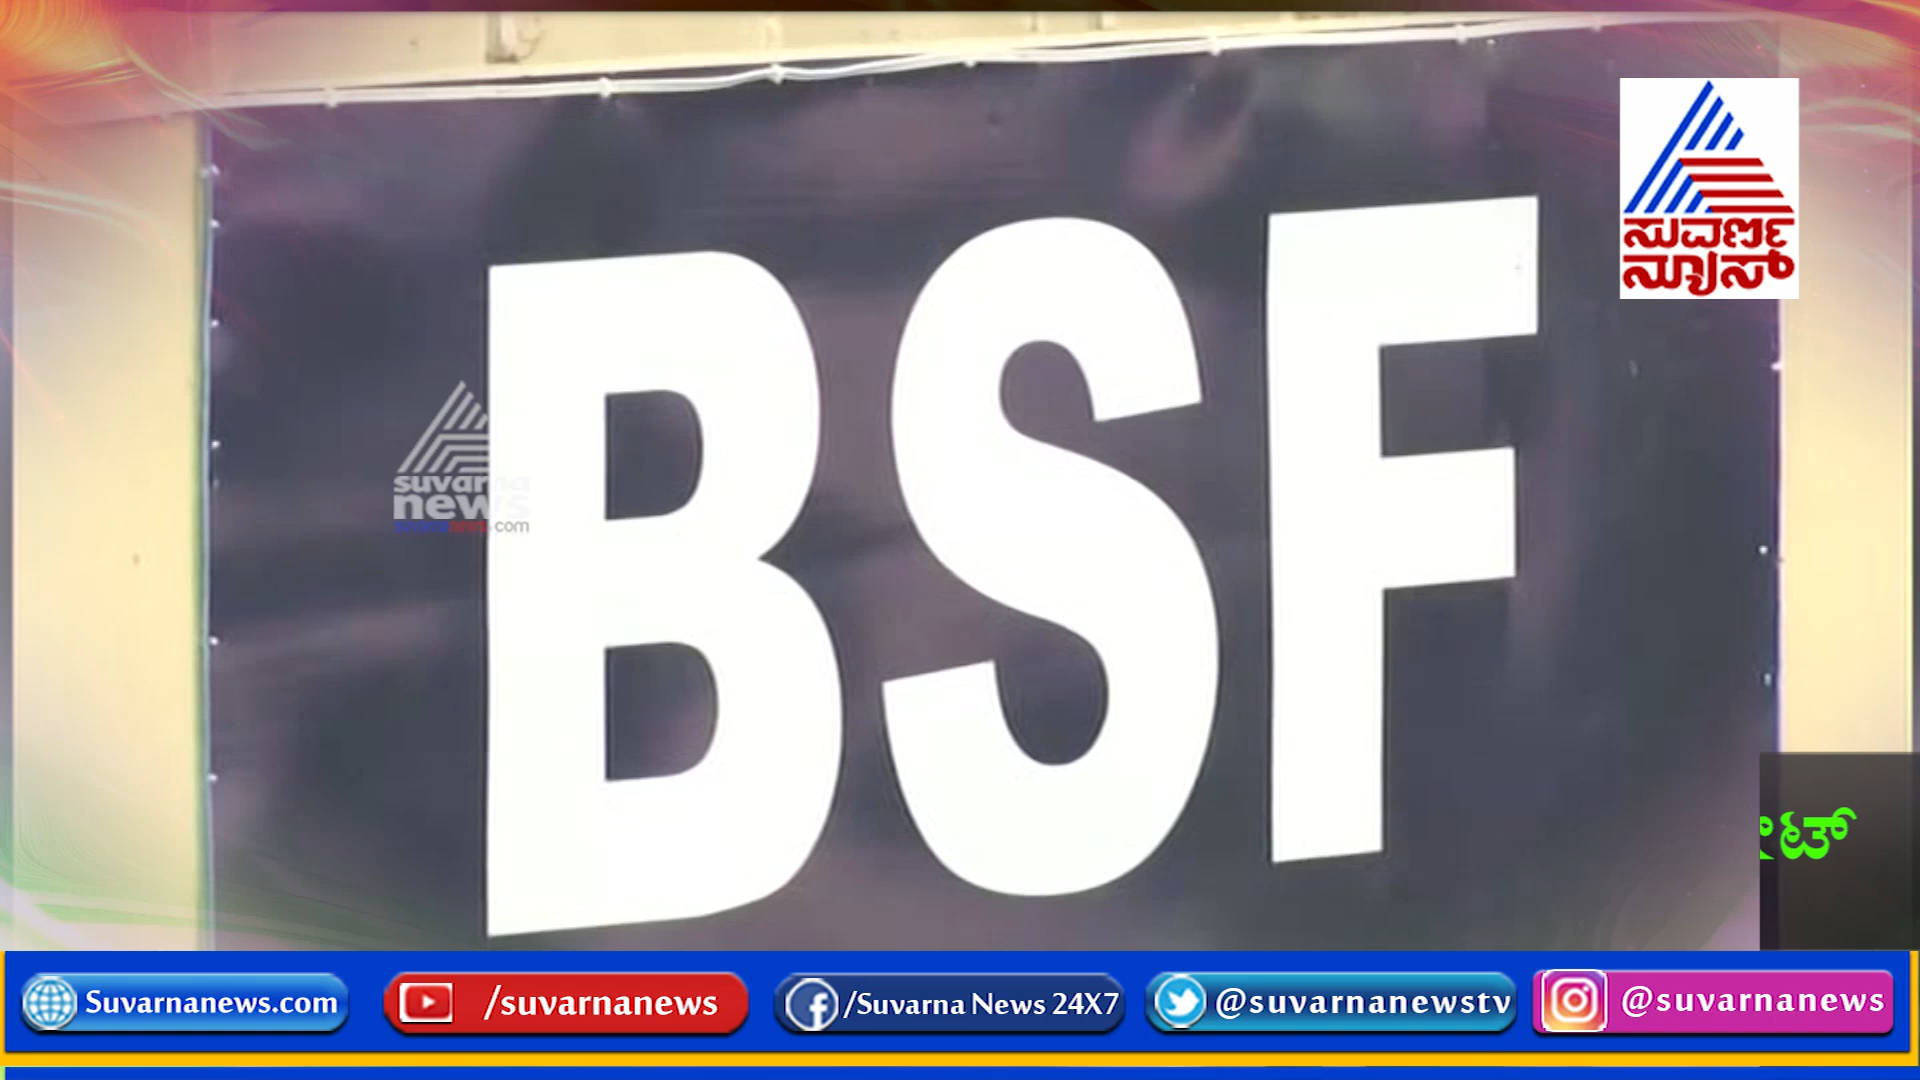 ಸುವರ್ಣ
ನ್ಯೂಸ್
BSF
suvarna
news
.com
Suvarnanews.com
/suvarnanews
/Suvarna News 24X7
@suvarnanewstv
@suvarnanews